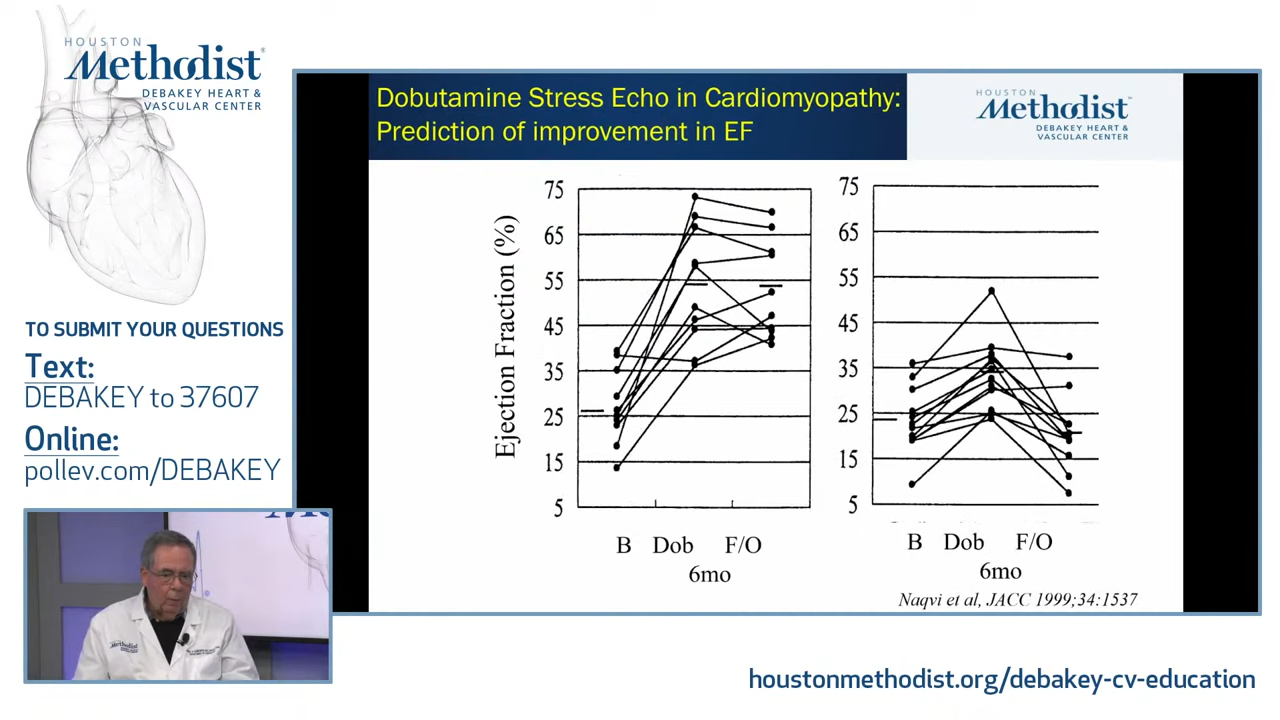 HOUSTON
Methodist®
DEBAKEY HEART &
VASCULAR CENTER
TO SUBMIT YOUR QUESTIONS
Text:
DEBAKEY to 37607
Online:
pollev.com/DEBAKEY
Dobutamine Stress Echo in Cardiomyopathy:
Prediction of improvement in EF
HOUSTON
Methodist
DEBAKEY HEART &
VASCULAR CENTER
Ejection Fraction (%)
75
65
55
45
35
25
15
5
B Dob F/O
6mo
75
65
55
45
35
25
15
5
B Dob F/O
6mo
Naqvi et al, JACC 1999;34:1537
Methodist
houstonmethodist.org/debakey-cv-education